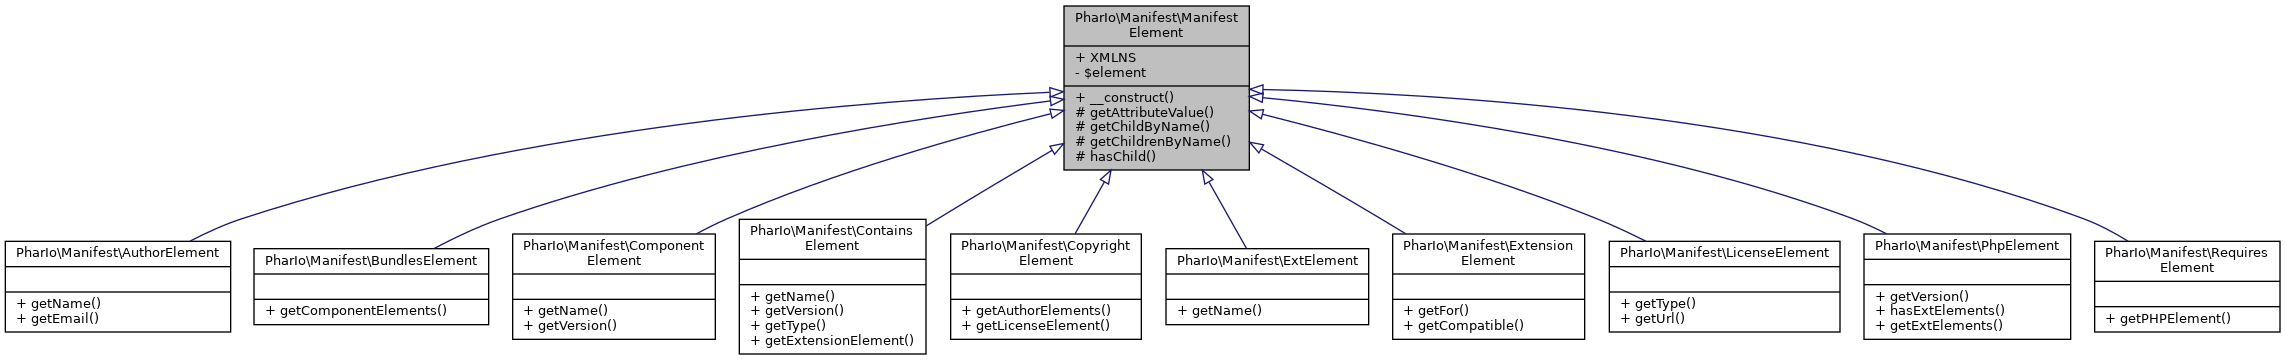 PharIo\Manifest\Manifest
Element
+ XMLNS
- $element
+ __construct()
# getAttributeValue()
# getChildByName()
# getChildrenByName()
# hasChild()
PharIo\Manifest\AuthorElement
+ getName()
+ getEmail()
PharIo\Manifest\BundlesElement
+ getComponentElements()
PharIo\Manifest\Component
Element
+ getName()
+ getVersion()
PharIo\Manifest\Contains
Element
+ getName()
+ getVersion()
+ getType()
+ getExtensionElement()
PharIo\Manifest\Copyright
Element
+ getAuthorElements()
+ getLicenseElement()
PharIo\Manifest\ExtElement
+ getName()
PharIo\Manifest\Extension
Element
+ getFor()
+ getCompatible()
PharIo\Manifest\LicenseElement
+ getType()
+ getUrl()
PharIo\Manifest\PhpElement
+ getVersion()
+ hasExtElements()
+ getExtElements()
PharIo\Manifest\Requires
Element
+ getPHPElement()